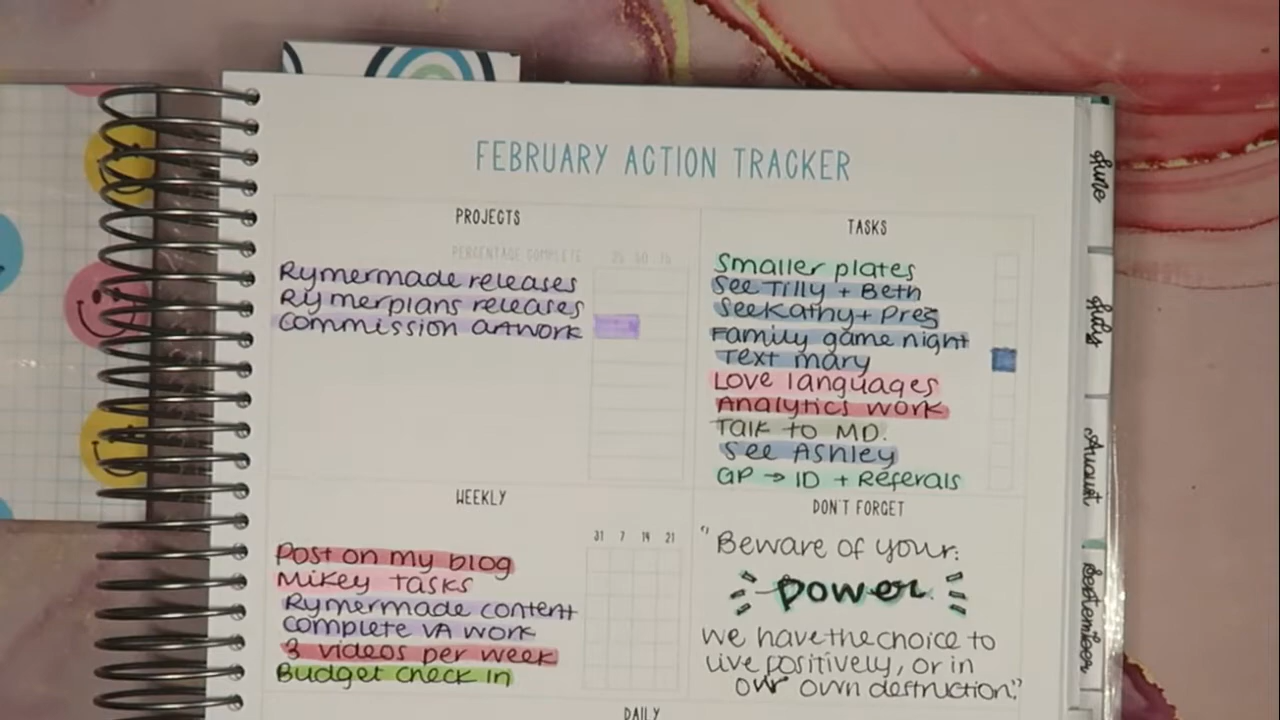 FEBRUARY ACTION TRACKER
PROJECTS
PERCENTAGE COMPLETE 25 50 75
Rymermade releases
Rymerplans releases
Commission artwork
TASKS
Smaller plates
See Tilly + Beth
See Kathy + Prez
Family game night
Text mary
Love languages
Analytics work
Talk to MD.
See Ashley
GP → ID + Referals
WEEKLY
31 7 14 21
Post on my blog
Mikey tasks
Rymermade content
Complete VA work
3 videos per week
Budget check in
DON'T FORGET
"Beware of your:
power
we have the choice to
live positively, or in
our own destruction."
DAILY
June
July
August
September